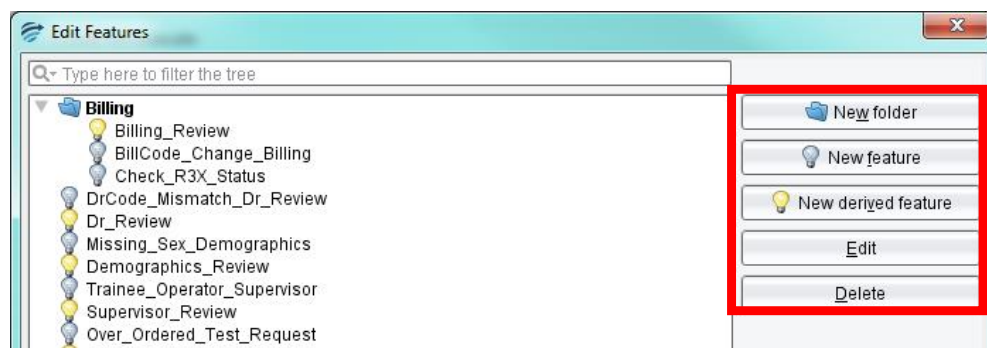 Edit Features
Type here to filter the tree
Billing
Billing_Review
BillCode_Change_Billing
Check_R3X_Status
DrCode_Mismatch_Dr_Review
Dr_Review
Missing_Sex_Demographics
Demographics_Review
Trainee_Operator_Supervisor
Supervisor_Review
Over_Ordered_Test_Request
New folder
New feature
New derived feature
Edit
Delete